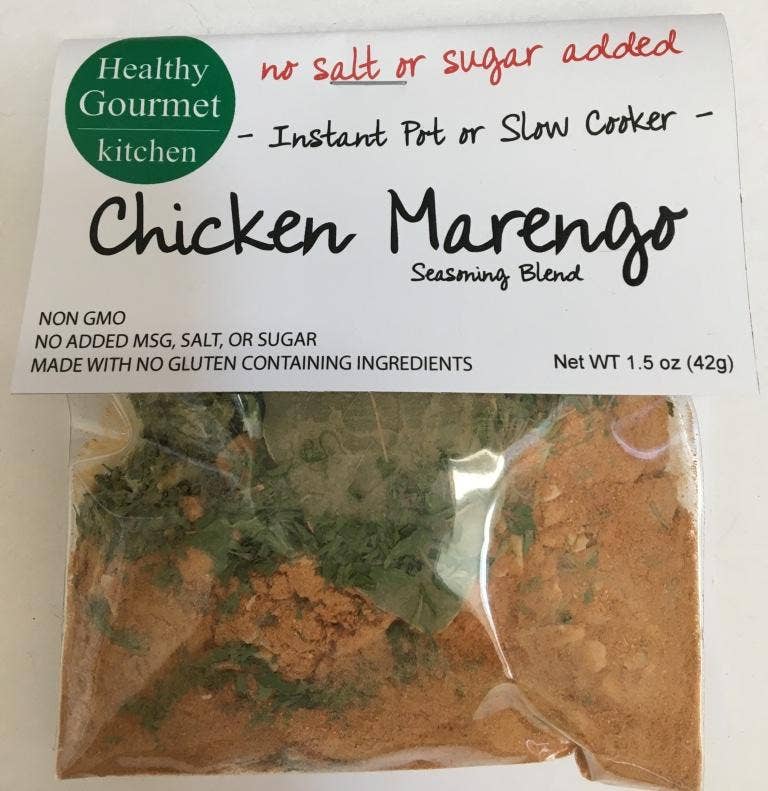 Healthy
Gourmet
kitchen
no salt or sugar added
- Instant Pot or Slow Cooker -
Chicken Marengo
Seasoning Blend
NON GMO
NO ADDED MSG, SALT, OR SUGAR
MADE WITH NO GLUTEN CONTAINING INGREDIENTS
Net WT 1.5 oz (42g)